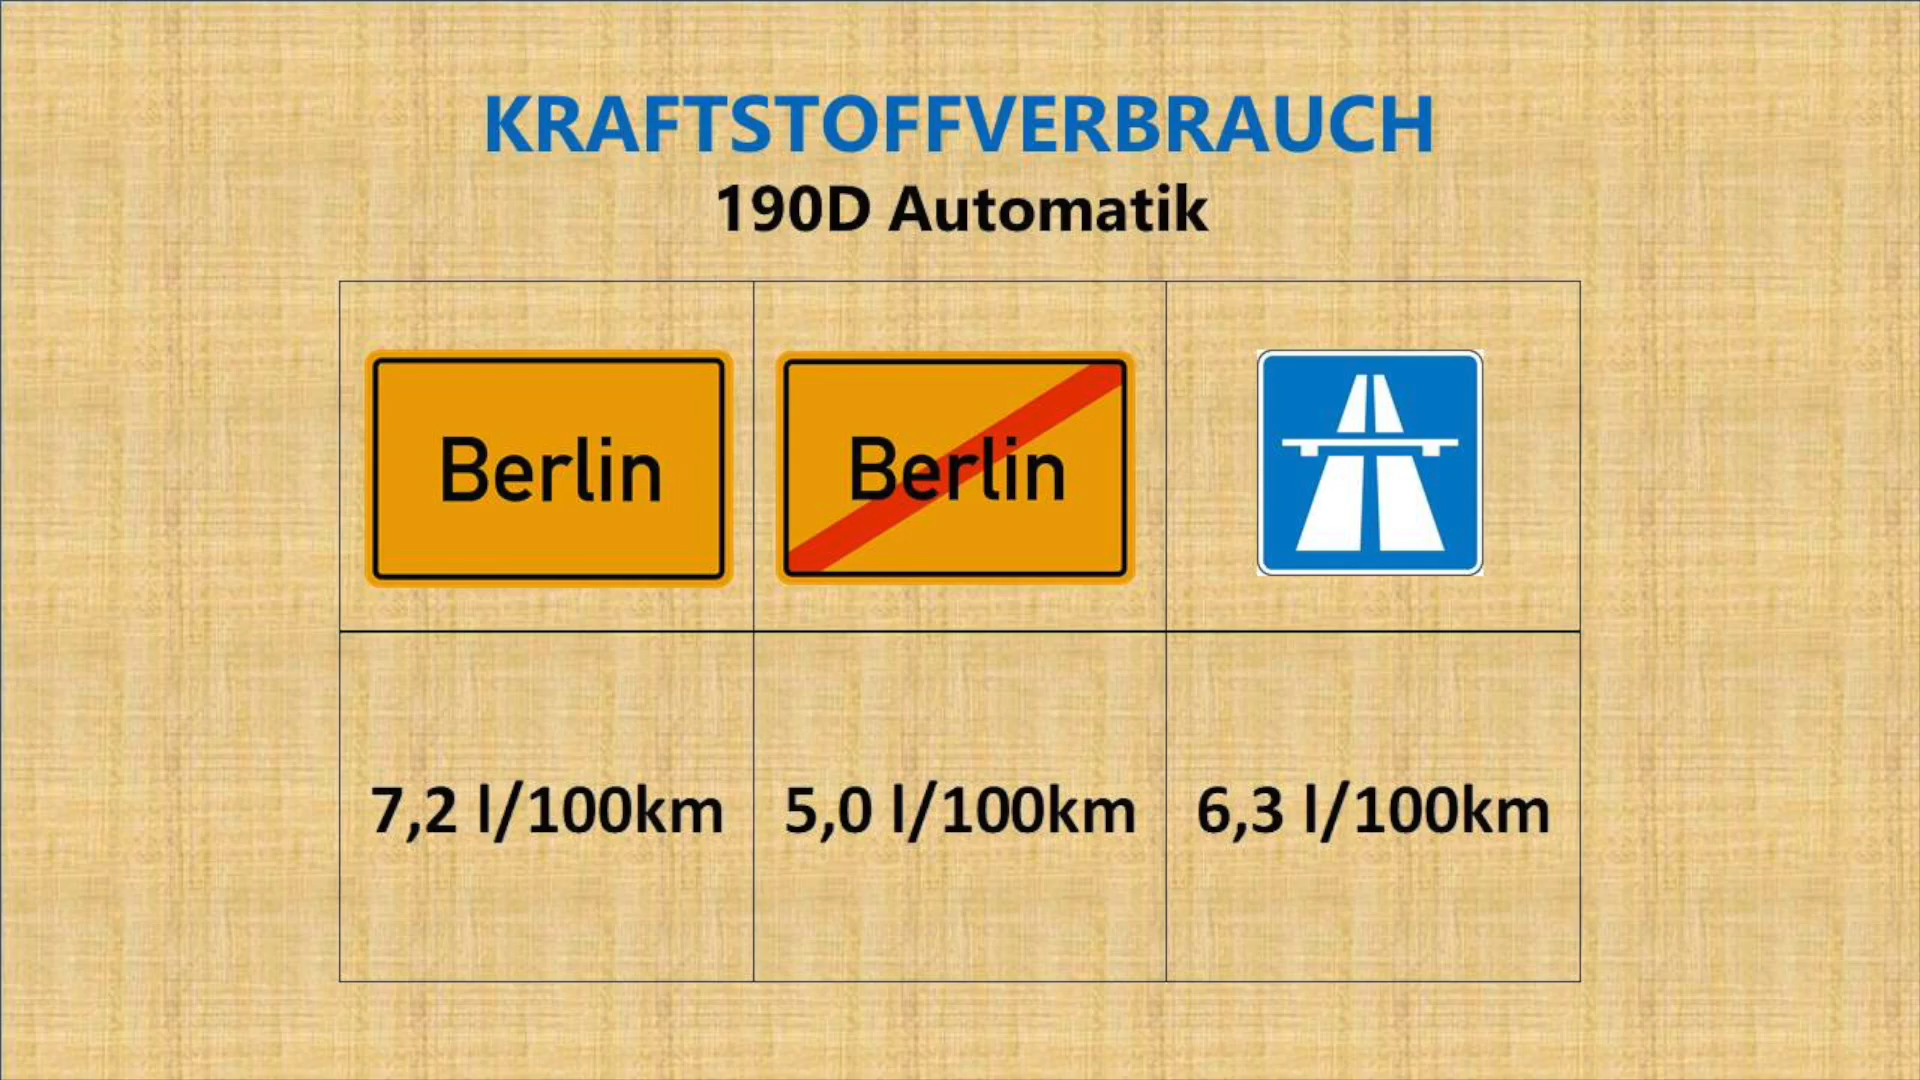 KRAFTSTOFFVERBRAUCH
190D Automatik
Berlin
Berlin
7,2 l/100km
5,0 l/100km
6,3 l/100km